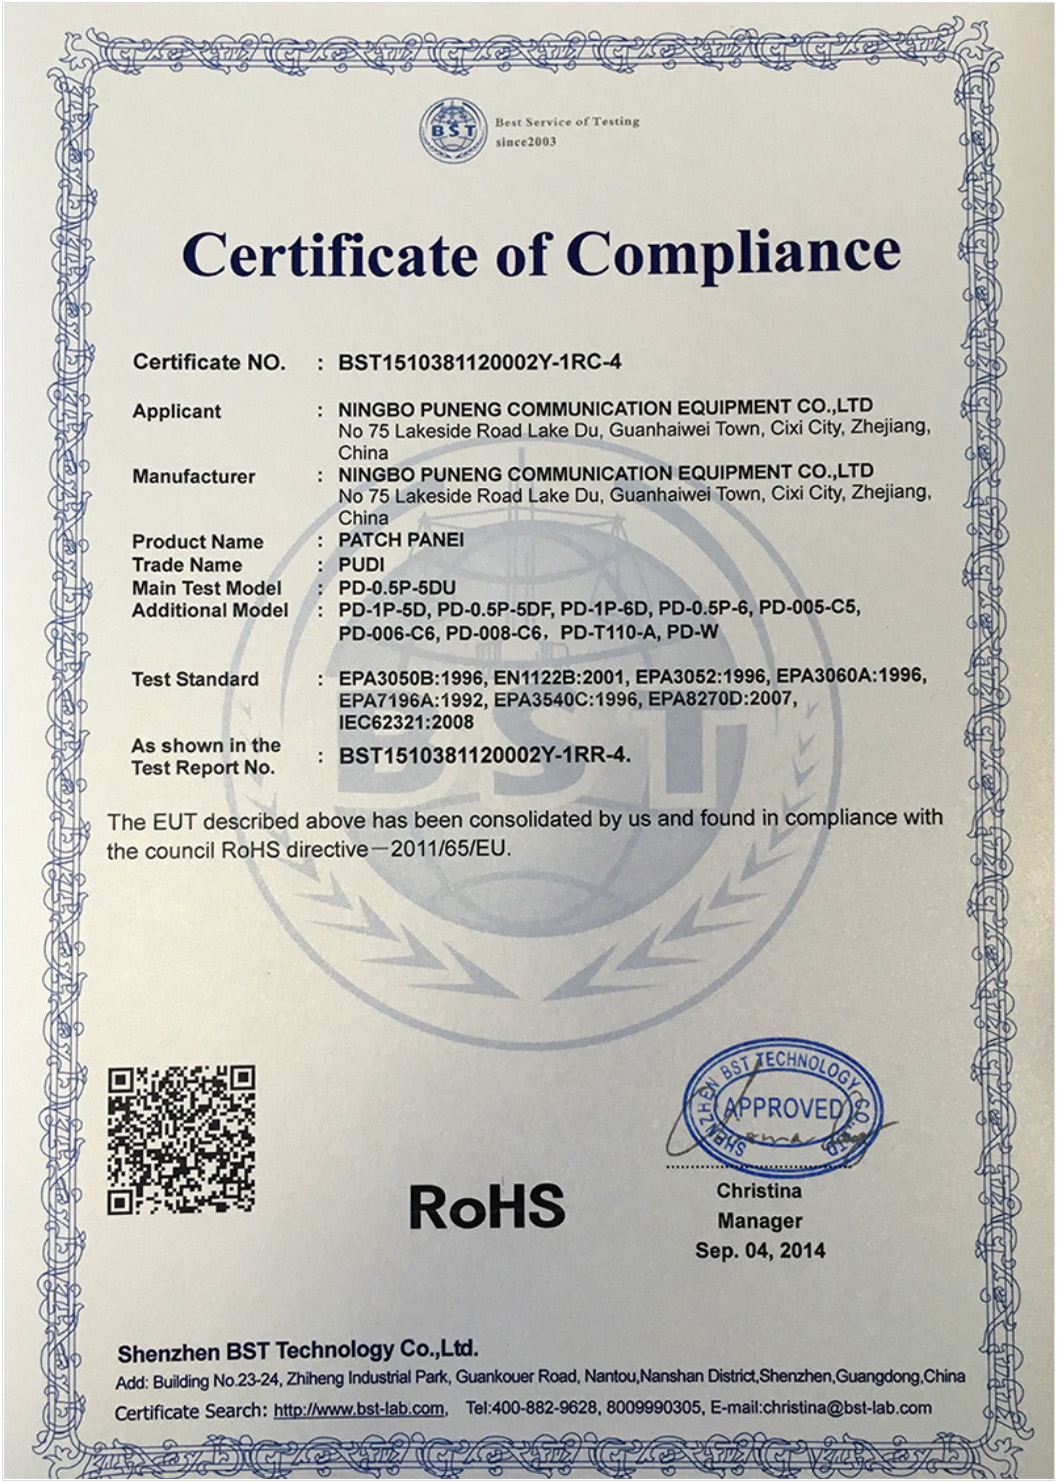 BST
Best Service of Testing
since2003
Certificate of Compliance
Certificate NO. : BST1510381120002Y-1RC-4
Applicant : NINGBO PUNENG COMMUNICATION EQUIPMENT CO.,LTD
No 75 Lakeside Road Lake Du, Guanhaiwei Town, Cixi City, Zhejiang,
China
Manufacturer : NINGBO PUNENG COMMUNICATION EQUIPMENT CO.,LTD
No 75 Lakeside Road Lake Du, Guanhaiwei Town, Cixi City, Zhejiang,
China
Product Name : PATCH PANEI
Trade Name : PUDI
Main Test Model : PD-0.5P-5DU
Additional Model : PD-1P-5D, PD-0.5P-5DF, PD-1P-6D, PD-0.5P-6, PD-005-C5,
PD-006-C6, PD-008-C6, PD-T110-A, PD-W
Test Standard : EPA3050B:1996, EN1122B:2001, EPA3052:1996, EPA3060A:1996,
EPA7196A:1992, EPA3540C:1996, EPA8270D:2007,
IEC62321:2008
As shown in the
Test Report No. : BST1510381120002Y-1RR-4.
BST
The EUT described above has been consolidated by us and found in compliance with
the council RoHS directive—2011/65/EU.
SHENZHEN BST TECHNOLOGY CO.,LTD.
APPROVED
RoHS
Christina
Manager
Sep. 04, 2014
Shenzhen BST Technology Co.,Ltd.
Add: Building No.23-24, Zhiheng Industrial Park, Guankouer Road, Nantou,Nanshan District,Shenzhen,Guangdong,China
Certificate Search: http://www.bst-lab.com, Tel:400-882-9628, 8009990305, E-mail:christina@bst-lab.com